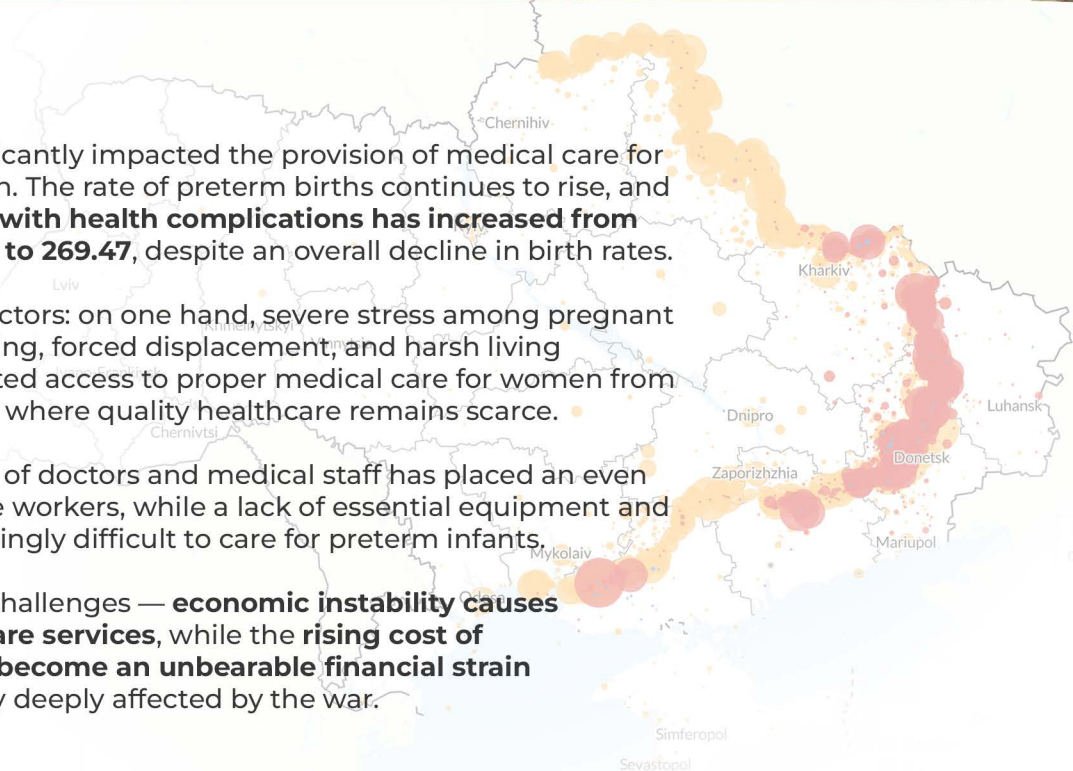 cantly impacted the provision of medical care for
n. The rate of preterm births continues to rise, and
with health complications has increased from
to 269.47, despite an overall decline in birth rates.
ctors: on one hand, severe stress among pregnant
ng, forced displacement, and harsh living
ted access to proper medical care for women from
where quality healthcare remains scarce.
of doctors and medical staff has placed an even
e workers, while a lack of essential equipment and
ingly difficult to care for preterm infants.
hallenges — economic instability causes
are services, while the rising cost of
become an unbearable financial strain
y deeply affected by the war.
Chernihiv
Kharkiv
Lviv
Khmelnytskyi
Vinnytsia
Ivano-Frankivsk
Chernivtsi
Dnipro
Luhansk
Donetsk
Zaporizhzhia
Mariupol
Mykolaiv
Odesa
Simferopol
Sevastopol